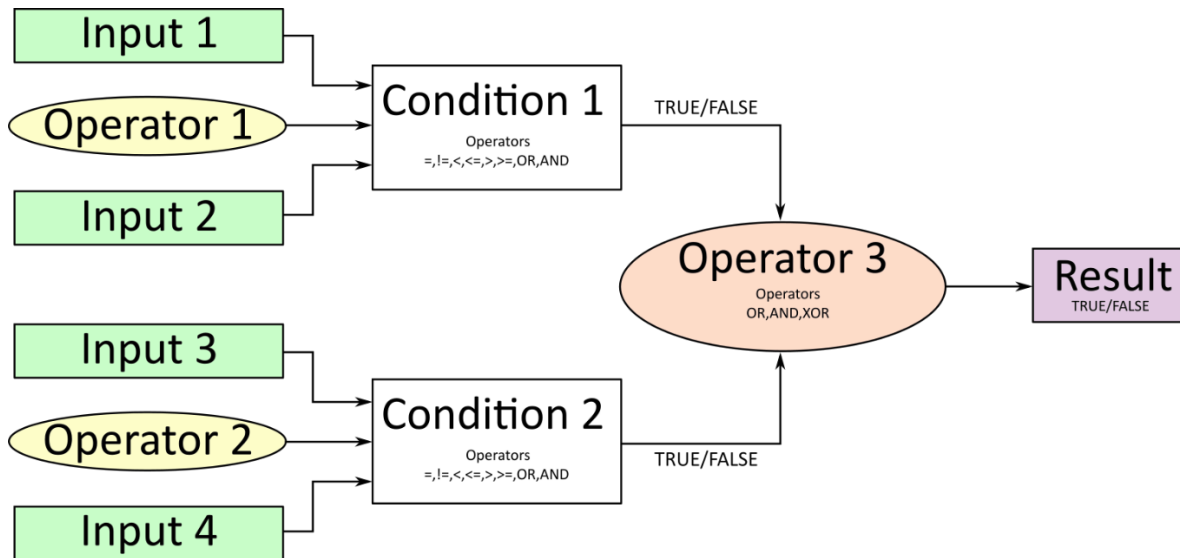 Input 1
Operator 1
Input 2
Condition 1
Operators
=,!=,<,<=,>,>=,OR,AND
TRUE/FALSE
Operator 3
Operators
OR,AND,XOR
Result
TRUE/FALSE
Input 3
Operator 2
Input 4
Condition 2
Operators
=,!=,<,<=,>,>=,OR,AND
TRUE/FALSE